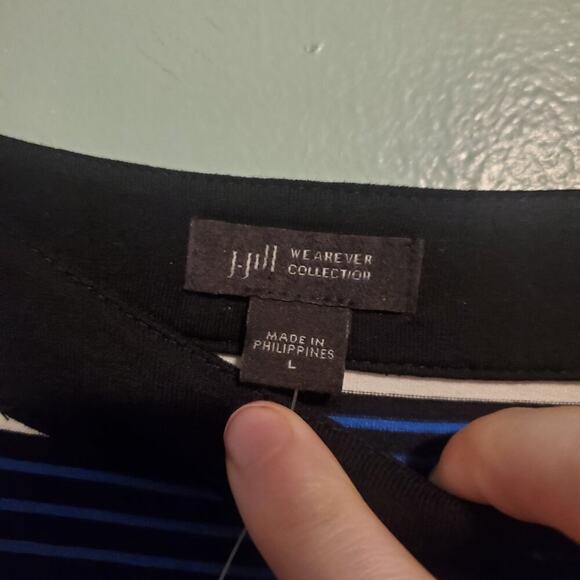 J.Jill WEAREVER
COLLECTION
MADE IN
PHILIPPINES
L